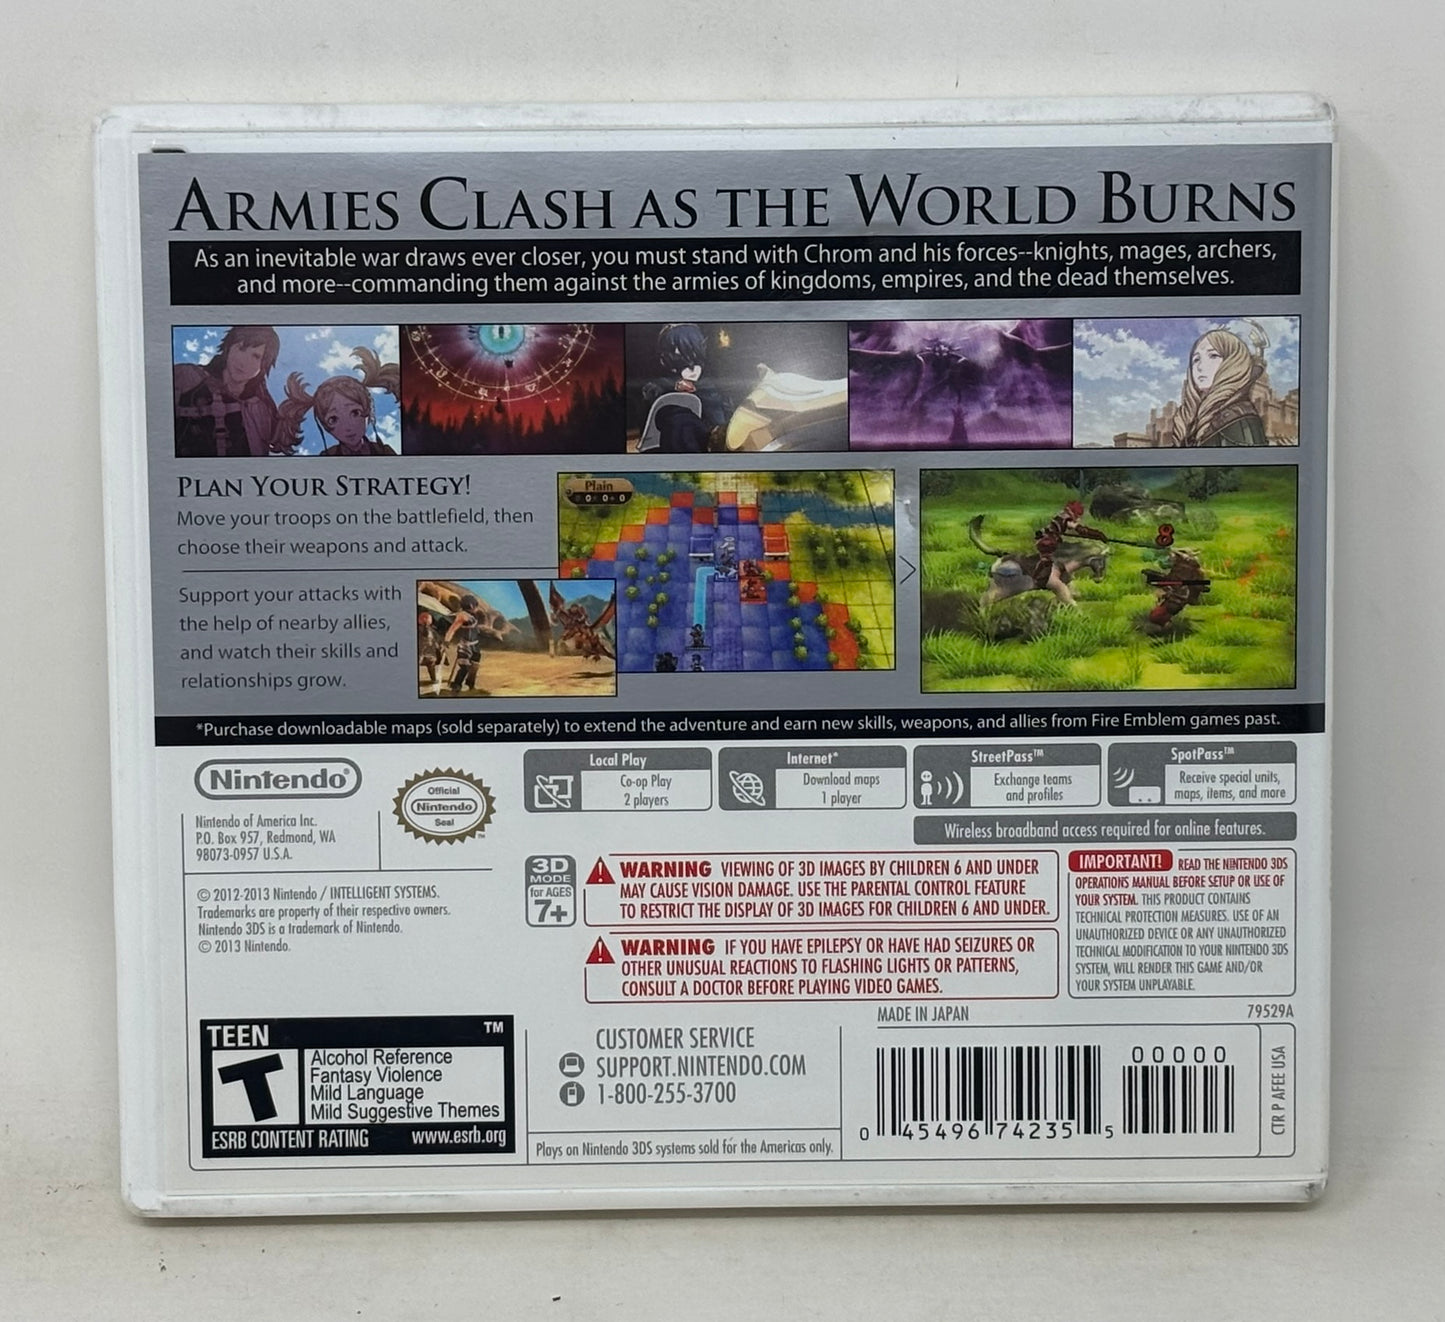 ARMIES CLASH AS THE WORLD BURNS
As an inevitable war draws ever closer, you must stand with Chrom and his forces--knights, mages, archers,
and more--commanding them against the armies of kingdoms, empires, and the dead themselves.
PLAN YOUR STRATEGY!
Move your troops on the battlefield, then
choose their weapons and attack.
Support your attacks with
the help of nearby allies,
and watch their skills and
relationships grow.
Plain
0 0 0
8
*Purchase downloadable maps (sold separately) to extend the adventure and earn new skills, weapons, and allies from Fire Emblem games past.
Nintendo®
Official
Nintendo
Seal
™
Nintendo of America Inc.
P.O. Box 957, Redmond, WA
98073-0957 U.S.A.
Local Play
Co-op Play
2 players
Internet*
Download maps
1 player
StreetPass™
Exchange teams
and profiles
SpotPass™
Receive special units,
maps, items, and more
Wireless broadband access required for online features.
© 2012-2013 Nintendo / INTELLIGENT SYSTEMS.
Trademarks are property of their respective owners.
Nintendo 3DS is a trademark of Nintendo.
© 2013 Nintendo.
3D
MODE
for AGES
7+
WARNING VIEWING OF 3D IMAGES BY CHILDREN 6 AND UNDER
MAY CAUSE VISION DAMAGE. USE THE PARENTAL CONTROL FEATURE
TO RESTRICT THE DISPLAY OF 3D IMAGES FOR CHILDREN 6 AND UNDER.
WARNING IF YOU HAVE EPILEPSY OR HAVE HAD SEIZURES OR
OTHER UNUSUAL REACTIONS TO FLASHING LIGHTS OR PATTERNS,
CONSULT A DOCTOR BEFORE PLAYING VIDEO GAMES.
IMPORTANT! READ THE NINTENDO 3DS
OPERATIONS MANUAL BEFORE SETUP OR USE OF
YOUR SYSTEM. THIS PRODUCT CONTAINS
TECHNICAL PROTECTION MEASURES. USE OF AN
UNAUTHORIZED DEVICE OR ANY UNAUTHORIZED
TECHNICAL MODIFICATION TO YOUR NINTENDO 3DS
SYSTEM, WILL RENDER THIS GAME AND/OR
YOUR SYSTEM UNPLAYABLE.
MADE IN JAPAN
79529A
TEEN ™
T
Alcohol Reference
Fantasy Violence
Mild Language
Mild Suggestive Themes
ESRB CONTENT RATING www.esrb.org
CUSTOMER SERVICE
SUPPORT.NINTENDO.COM
1-800-255-3700
Plays on Nintendo 3DS systems sold for the Americas only.
00000
0 45496 74235 5
CTR P AFEE USA